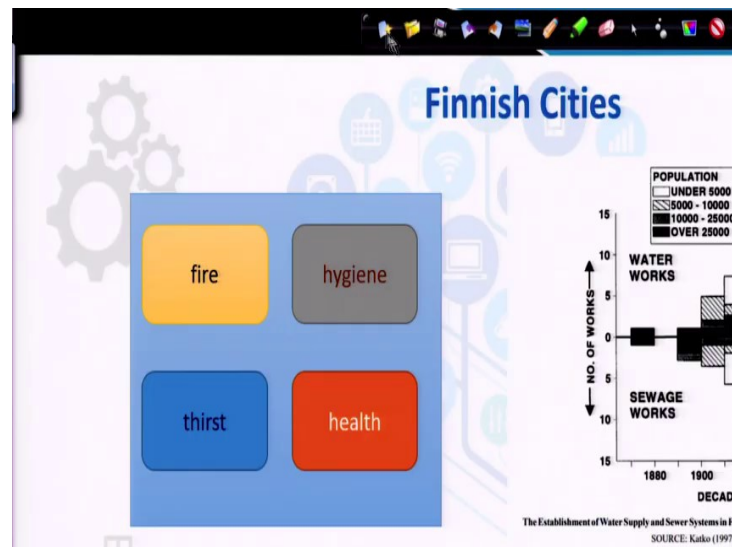 Finnish Cities
fire
hygiene
thirst
health
POPULATION
UNDER 5000
5000 - 10000
10000 - 25000
OVER 25000
15
10
5
0
5
10
15
WATER
WORKS
NO. OF WORKS
SEWAGE
WORKS
1880 1900
DECAD
The Establishment of Water Supply and Sewer Systems in F
SOURCE: Katko (1997